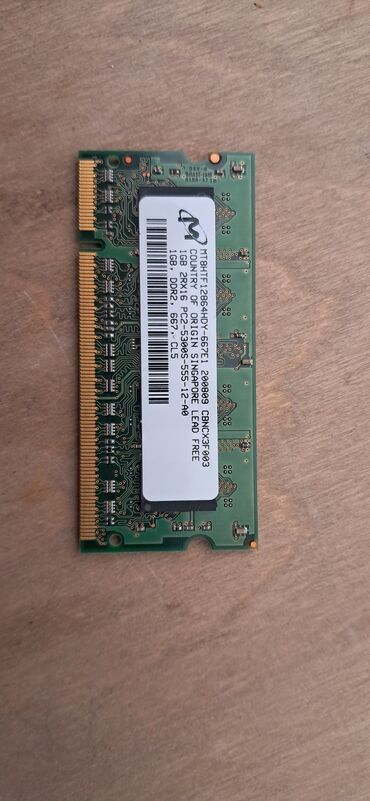 MT8HTF12864HDY-667E1 200809 CBNCX3F003
COUNTRY OF ORIGIN SINGAPORE LEAD FREE
1GB 2RX16 PC2-5300S-555-12-A0
1GB, DDR2, 667, CL5